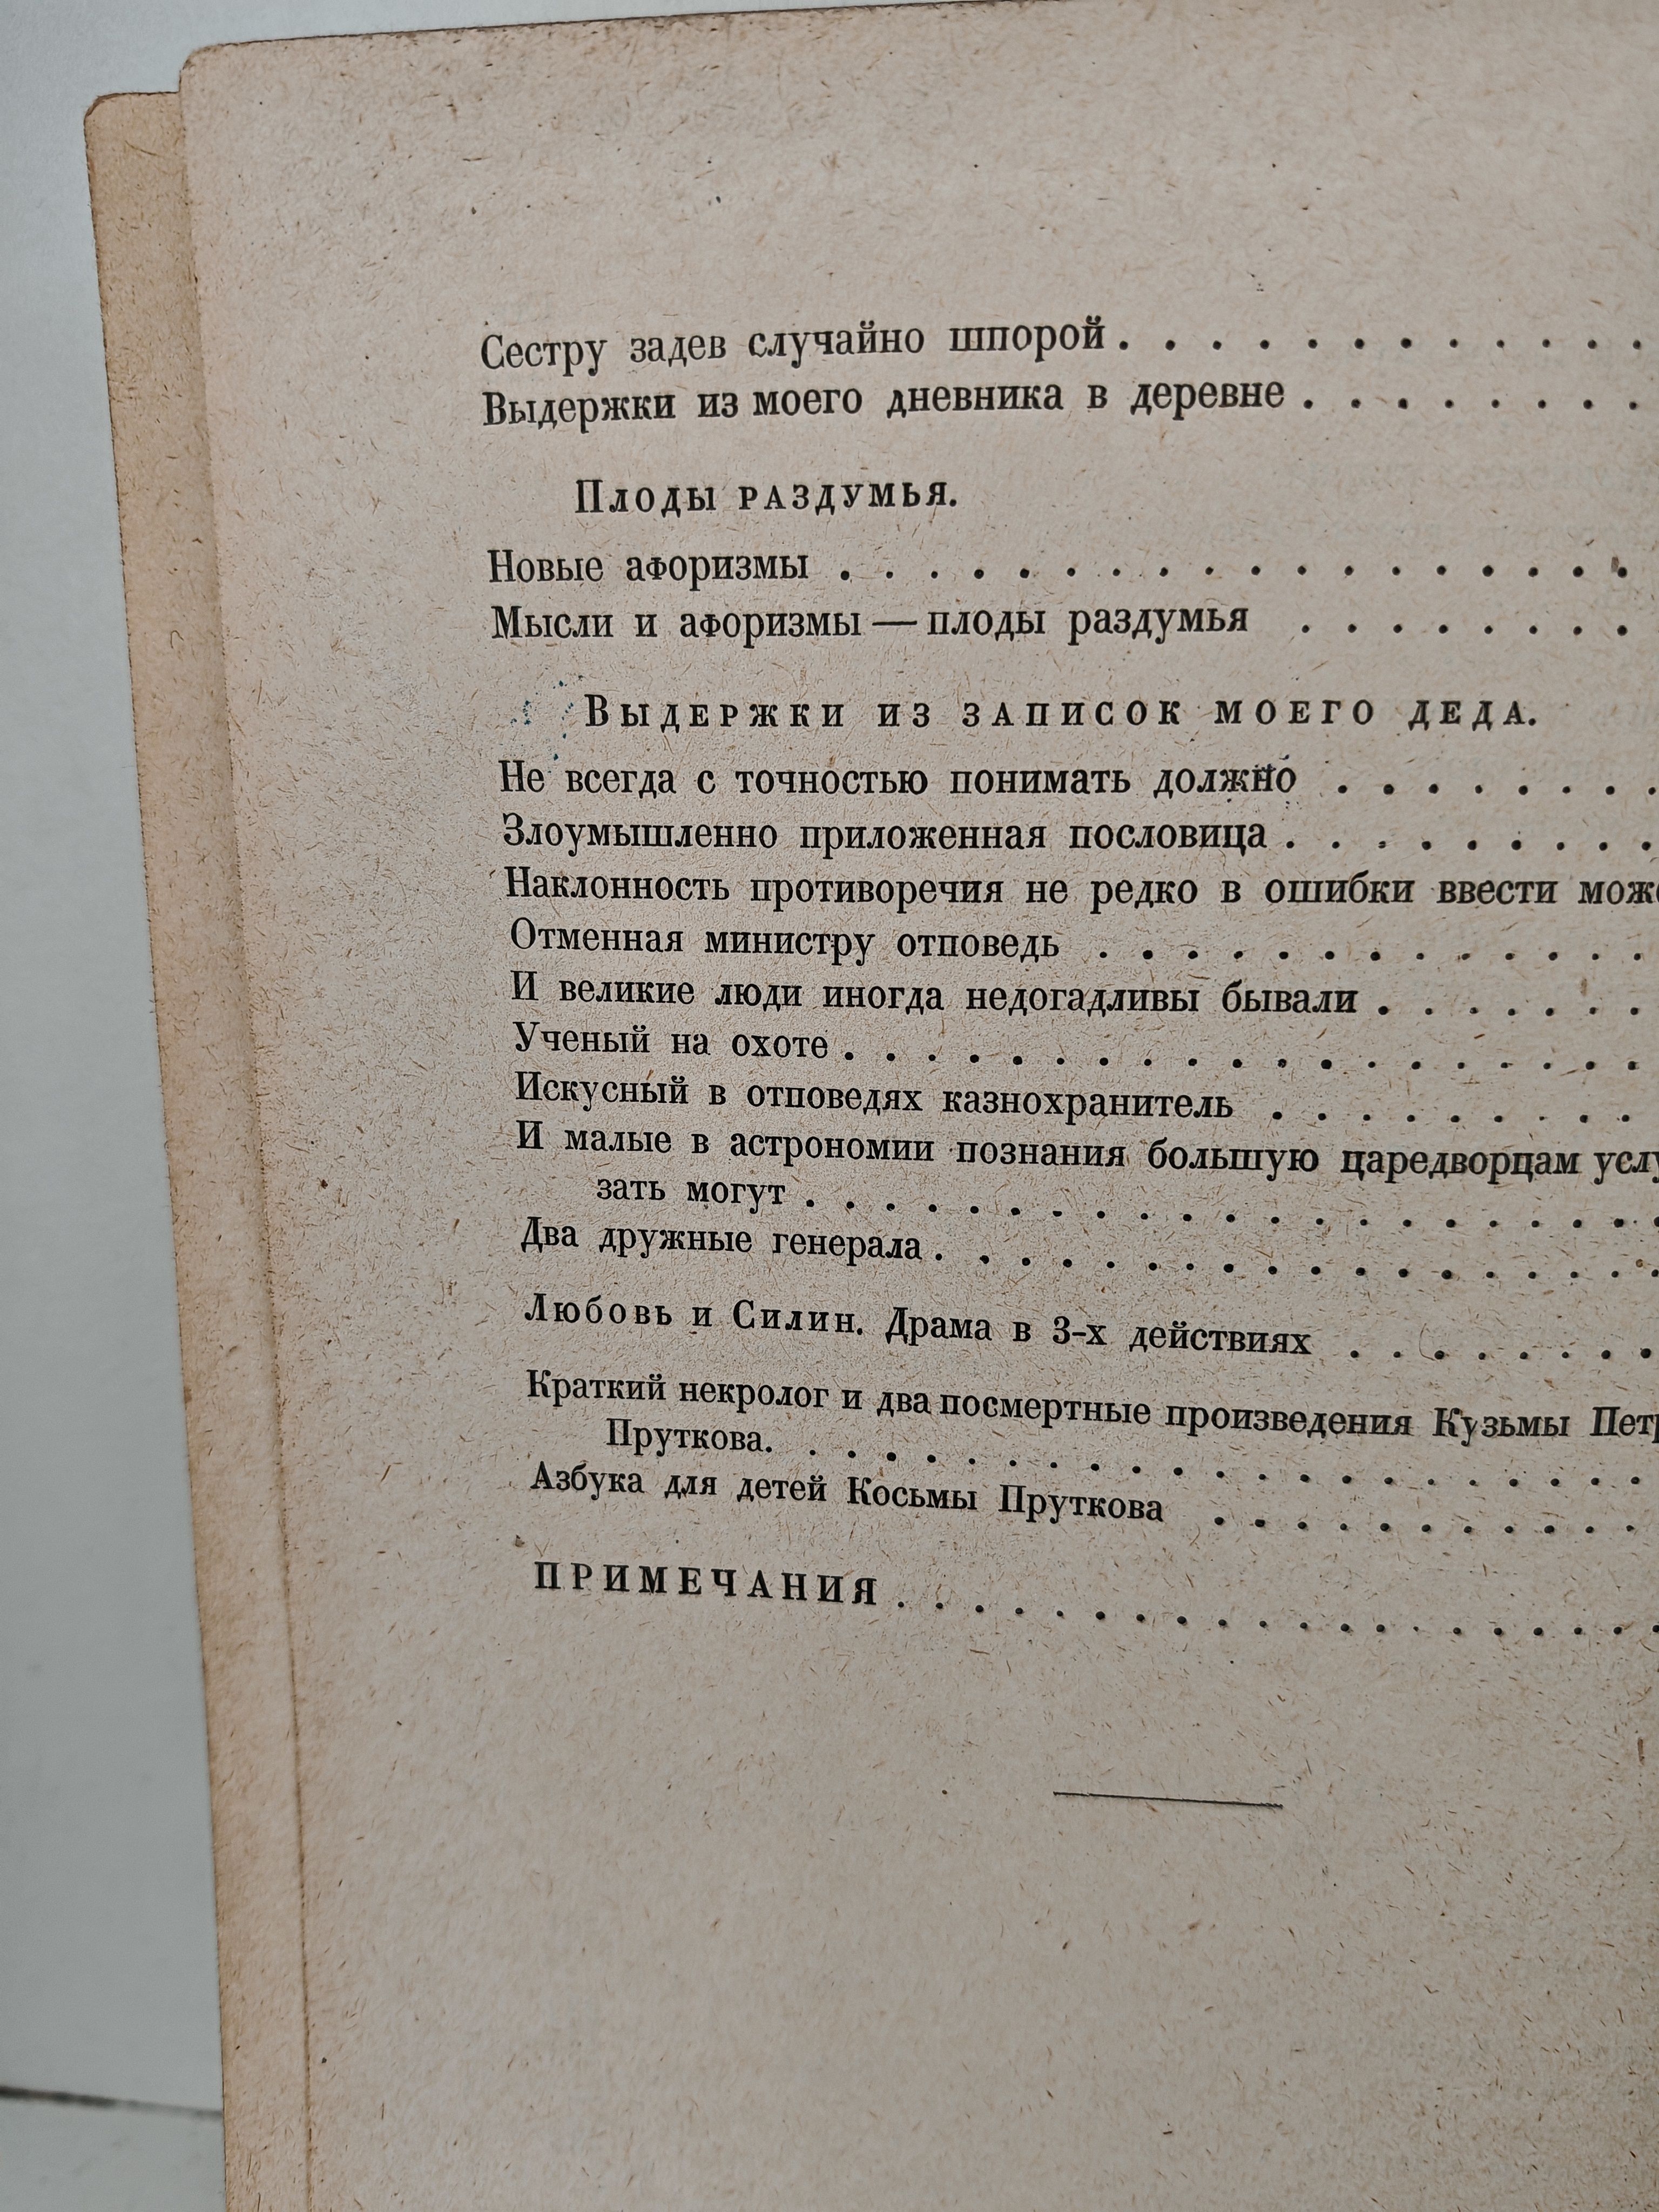 Сестру задев случайно шпорой . . . . . . . . . . . .
Выдержки из моего дневника в деревне . . . . . . . .
Плоды раздумья.
Новые афоризмы . . . . . . . . . . . . . . . . . .
Мысли и афоризмы — плоды раздумья . . . . . . . .
Выдержки из записок моего деда.
Не всегда с точностью понимать должно . . . . . . . .
Злоумышленно приложенная пословица . . . . . . . . .
Наклонность противоречия не редко в ошибки ввести
Отменная министру отповедь . . . . . . . . . . . . .
И великие люди иногда недогадливы бывали . . . . . . .
Ученый на охоте . . . . . . . . . . . . . . . . . . .
Искусный в отповедях казнохранитель . . . . . . . . .
И малые в астрономии познания большую царедворцам
зать могут . . . . . . . . . . . . . . . . . . . .
Два дружные генерала . . . . . . . . . . . . . . . . .
Любовь и Силин. Драма в 3-х действиях . . . . . . . .
Краткий некролог и два посмертные произведения Кузьмы
Пруткова. . . . . . . . . . . . . . . . . . . . . .
Азбука для детей Косьмы Пруткова . . . . . . . . . . .
ПРИМЕЧАНИЯ . . . . . . . . . . . . . . . . . . .